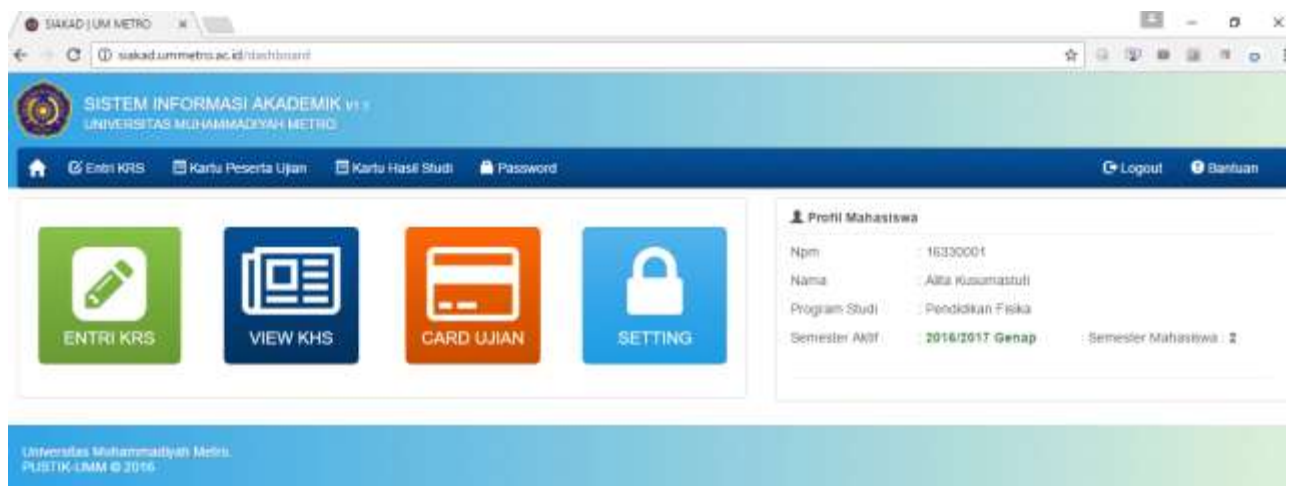 SIAKAD | UM METRO
siakad.ummetro.ac.id/dashboard
SISTEM INFORMASI AKADEMIK V1.1
UNIVERSITAS MUHAMMADIYAH METRO
Entri KRS Kartu Peserta Ujian Kartu Hasil Studi Password Logout Bantuan
ENTRI KRS VIEW KHS CARD UJIAN SETTING
Profil Mahasiswa
Npm : 16330001
Nama : Alita Kusumastuti
Program Studi : Pendidikan Fisika
Semester Aktif : 2016/2017 Genap Semester Mahasiswa : 2
Universitas Muhammadiyah Metro.
PUSTIK-UMM © 2016